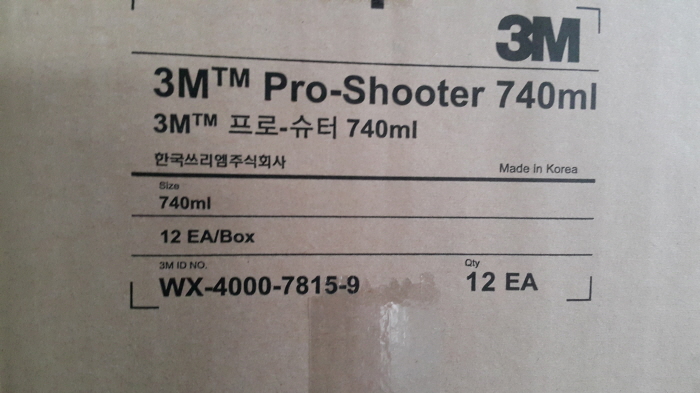 3M
3M™ Pro-Shooter 740ml
3M™ 프로-슈터 740ml
한국쓰리엠주식회사 Made in Korea
Size
740ml
12 EA/Box
3M ID NO. Qty
WX-4000-7815-9 12 EA